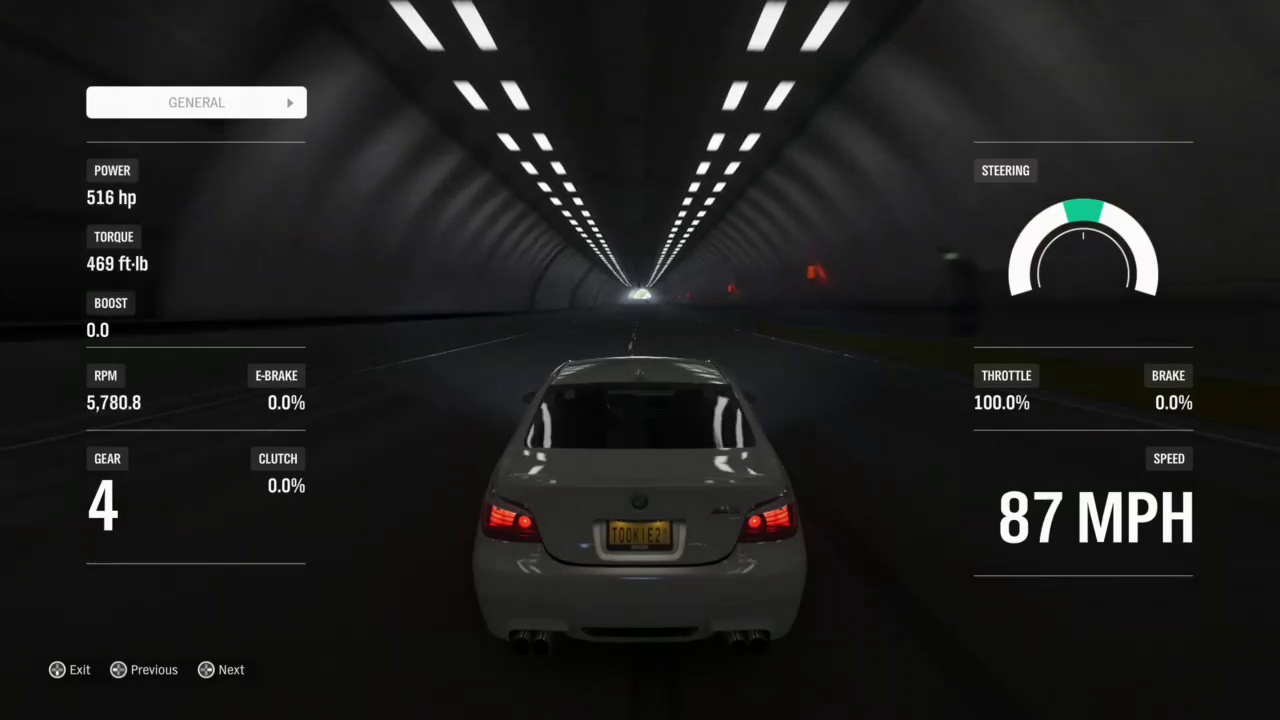 GENERAL
POWER
516 hp
TORQUE
469 ft·lb
BOOST
0.0
RPM
E-BRAKE
5,780.8
0.0%
GEAR
CLUTCH
4
0.0%
STEERING
THROTTLE
BRAKE
100.0%
0.0%
SPEED
87 MPH
TOOKIE2
Exit
Previous
Next